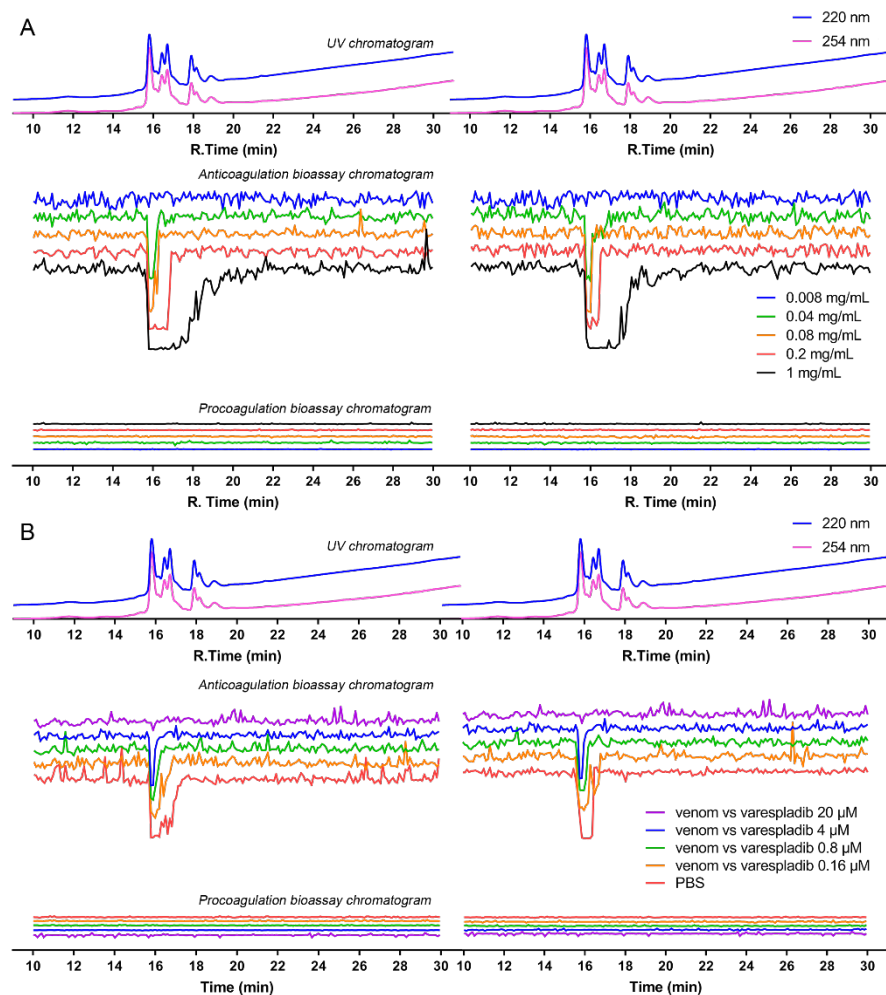 A
UV chromatogram
220 nm
254 nm
10 12 14 16 18 20 22 24 26 28 30
R.Time (min)
10 12 14 16 18 20 22 24 26 28 30
R.Time (min)
Anticoagulation bioassay chromatogram
0.008 mg/mL
0.04 mg/mL
0.08 mg/mL
0.2 mg/mL
1 mg/mL
Procoagulation bioassay chromatogram
10 12 14 16 18 20 22 24 26 28 30
R. Time (min)
10 12 14 16 18 20 22 24 26 28 30
R. Time (min)
B
UV chromatogram
220 nm
254 nm
10 12 14 16 19 20 22 24 26 28 30
R.Time (min)
10 12 14 16 18 20 22 24 26 28 30
R.Time (min)
Anticoagulation bioassay chromatogram
venom vs varespladib 20 μM
venom vs varespladib 4 μM
venom vs varespladib 0.8 μM
venom vs varespladib 0.16 μM
PBS
Procoagulation bioassay chromatogram
10 12 14 16 18 20 22 24 26 28 30
Time (min)
10 12 14 16 18 20 22 24 26 28 30
Time (min)